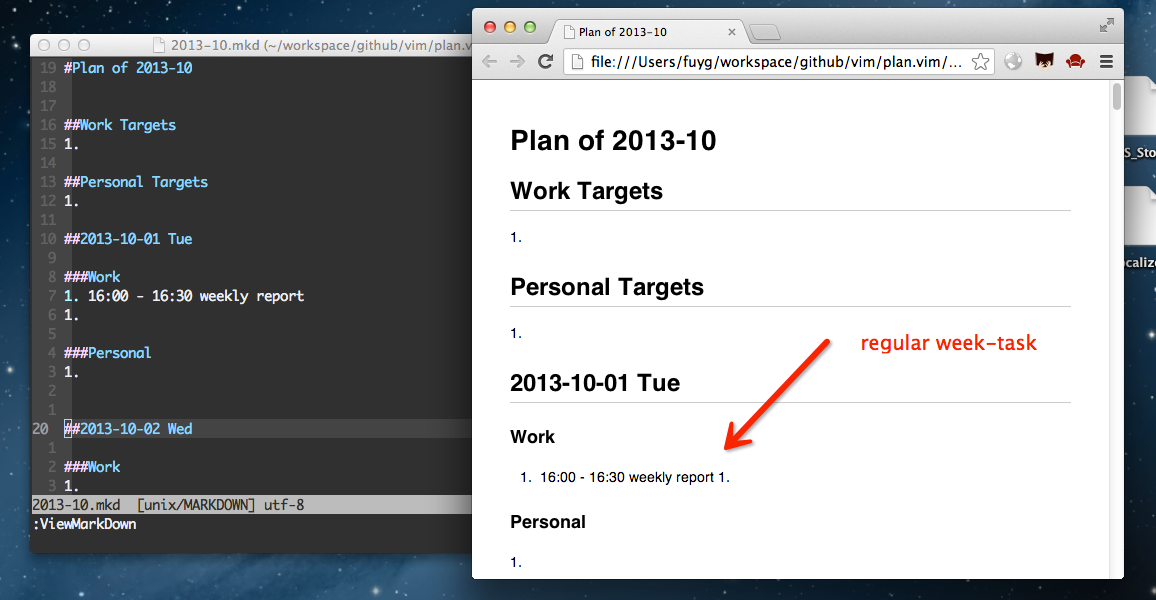 2013-10.mkd (~/workspace/github/vim/plan.v
19 #Plan of 2013-10
18
17
16 ##Work Targets
15 1.
14
13 ##Personal Targets
12 1.
11
10 ##2013-10-01 Tue
9
8 ###Work
7 1. 16:00 - 16:30 weekly report
6 1.
5
4 ###Personal
3 1.
2
1
20 ##2013-10-02 Wed
1
2 ###Work
3 1.
2013-10.mkd [unix/MARKDOWN] utf-8
:ViewMarkDown
Plan of 2013-10
file:///Users/fuyg/workspace/github/vim/plan.vim/...
Plan of 2013-10
Work Targets
1.
Personal Targets
1.
regular week-task
2013-10-01 Tue
Work
1. 16:00 - 16:30 weekly report 1.
Personal
1.
S_Sto
ocalize